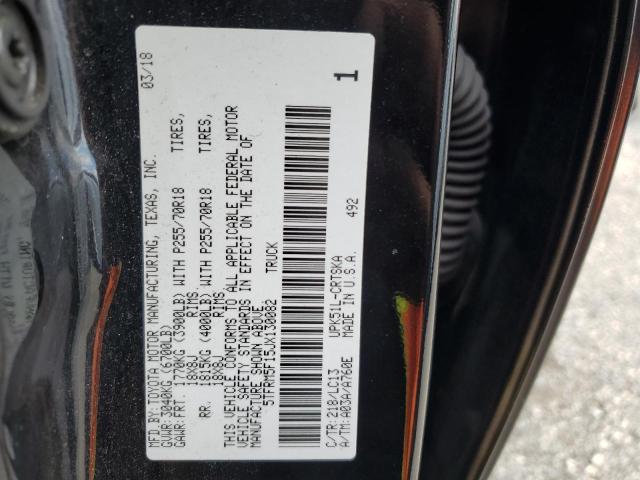 MFD.BY:TOYOTA MOTOR MANUFACTURING, TEXAS, INC. 03/18
GVWR: 3040KG (6700LB)
GAWR:FRT. 1770KG (3900LB) WITH P255/70R18 TIRES,
18X8J RIMS
RR. 1815KG (4000LB) WITH P255/70R18 TIRES,
18X8J RIMS
THIS VEHICLE CONFORMS TO ALL APPLICABLE FEDERAL MOTOR
VEHICLE SAFETY STANDARDS IN EFFECT ON THE DATE OF
MANUFACTURE SHOWN ABOVE.
5TFRM5F15JX130082 TRUCK
1
C/TR: 218/LC13 UPK51L-CRTSKA
A/TM: A03A/A760E MADE IN U.S.A. 492